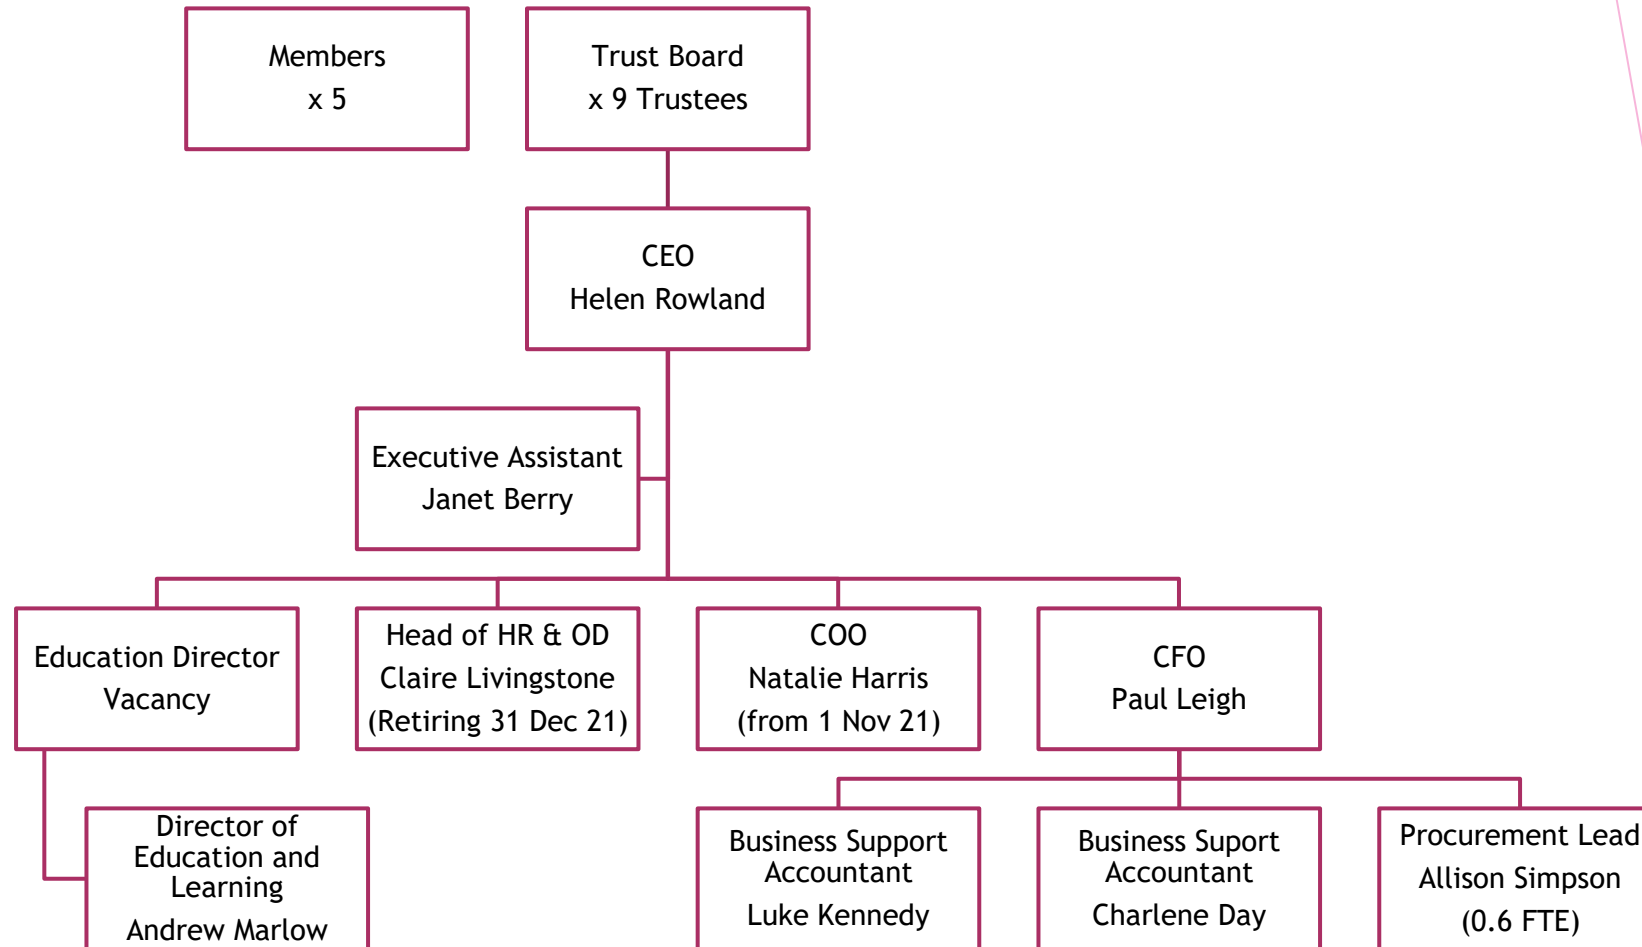 Members
x 5
Trust Board
x 9 Trustees
CEO
Helen Rowland
Executive Assistant
Janet Berry
Education Director
Vacancy
Head of HR & OD
Claire Livingstone
(Retiring 31 Dec 21)
COO
Natalie Harris
(from 1 Nov 21)
CFO
Paul Leigh
Director of
Education and
Learning
Andrew Marlow
Business Support
Accountant
Luke Kennedy
Business Suport
Accountant
Charlene Day
Procurement Lead
Allison Simpson
(0.6 FTE)